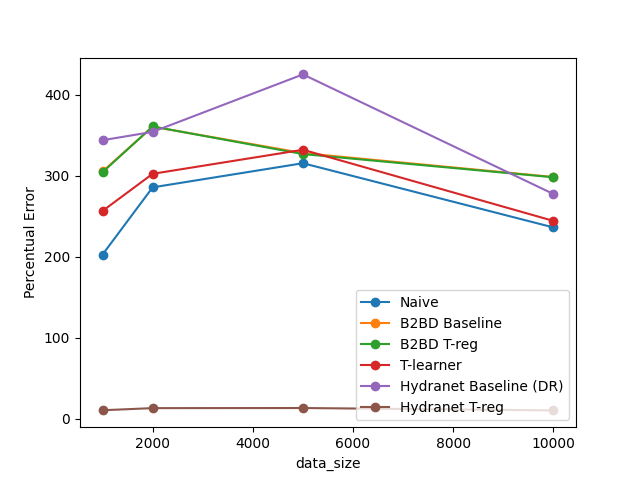 400
300
200
100
0
Percentual Error
Naive
B2BD Baseline
B2BD T-reg
T-learner
Hydranet Baseline (DR)
Hydranet T-reg
2000 4000 6000 8000 10000
data_size